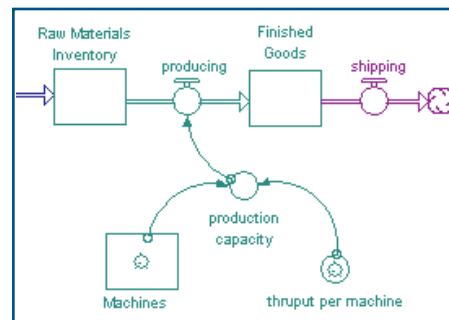 Raw Materials
Inventory
producing
Finished
Goods
shipping
production
capacity
Machines
thruput per machine